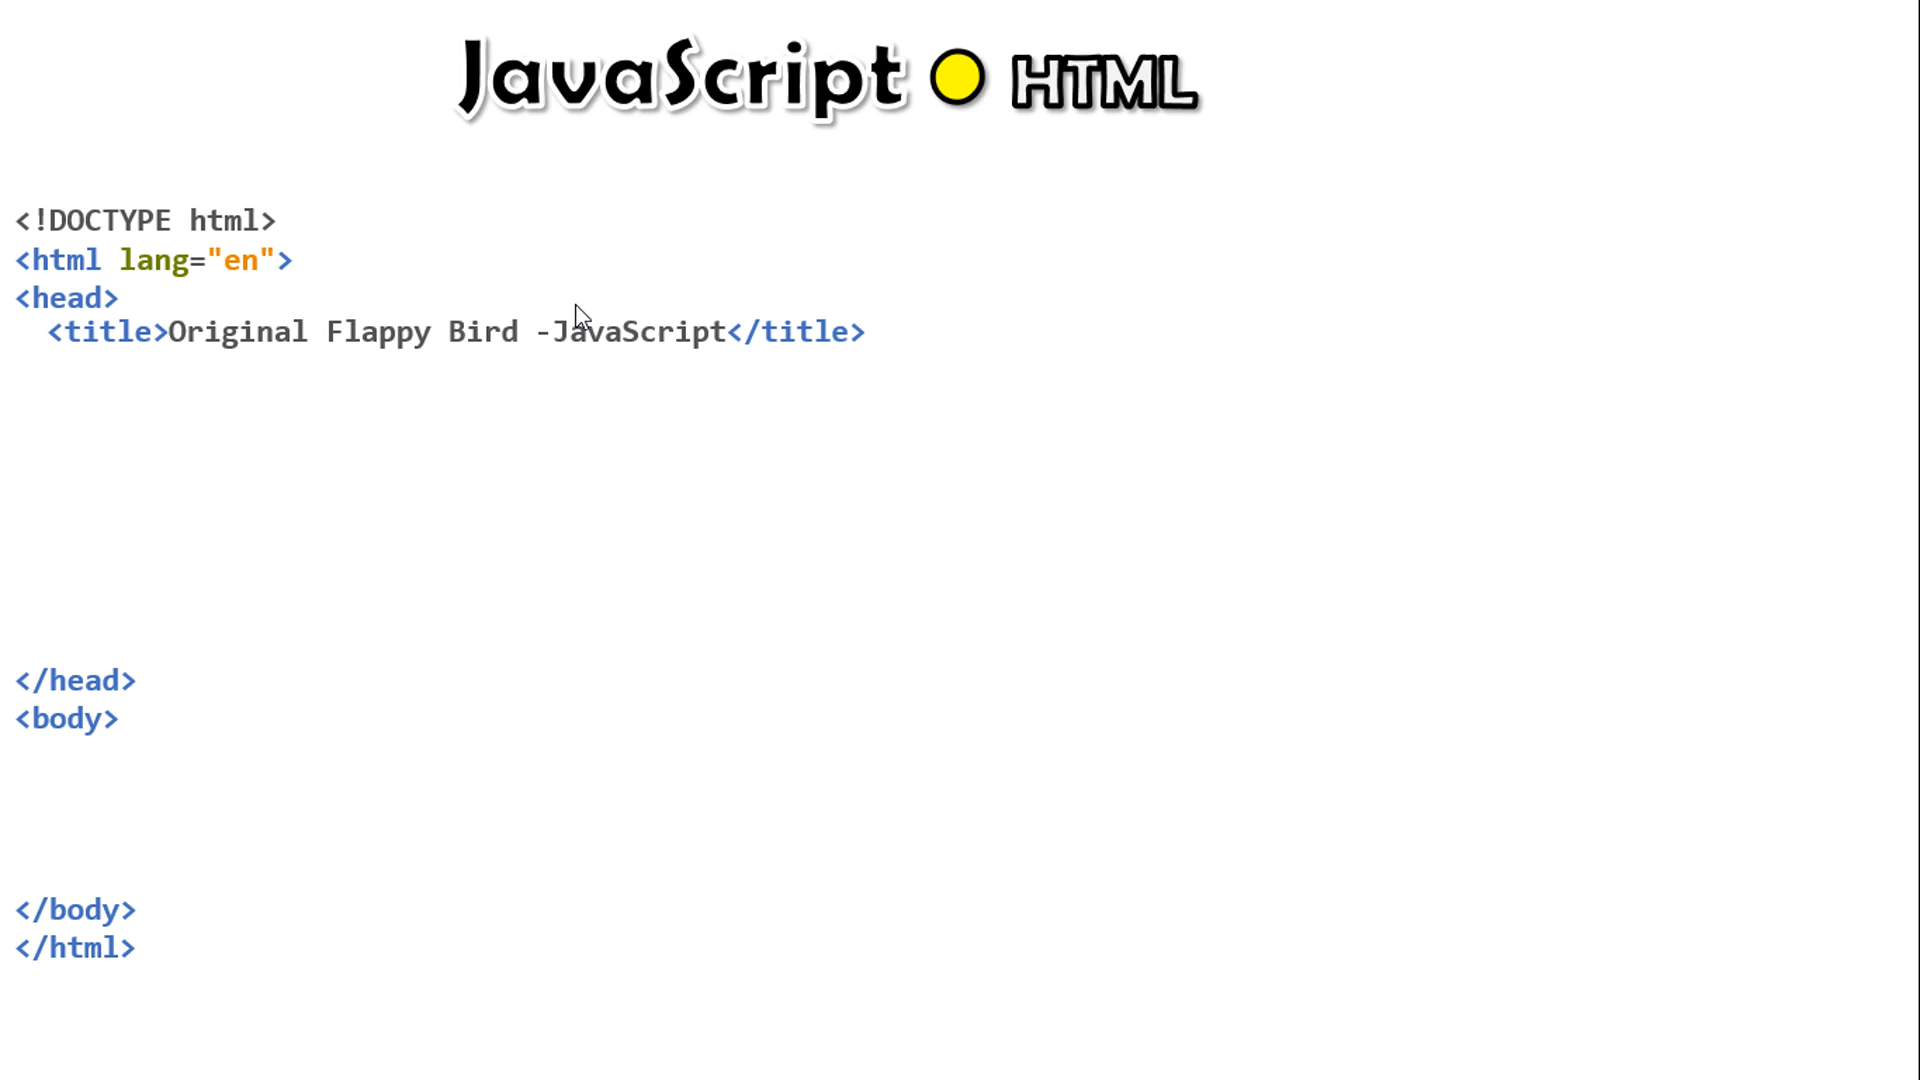 JavaScript HTML
<!DOCTYPE html>
<html lang="en">
<head>
<title>Original Flappy Bird -JavaScript</title>
</head>
<body>
</body>
</html>